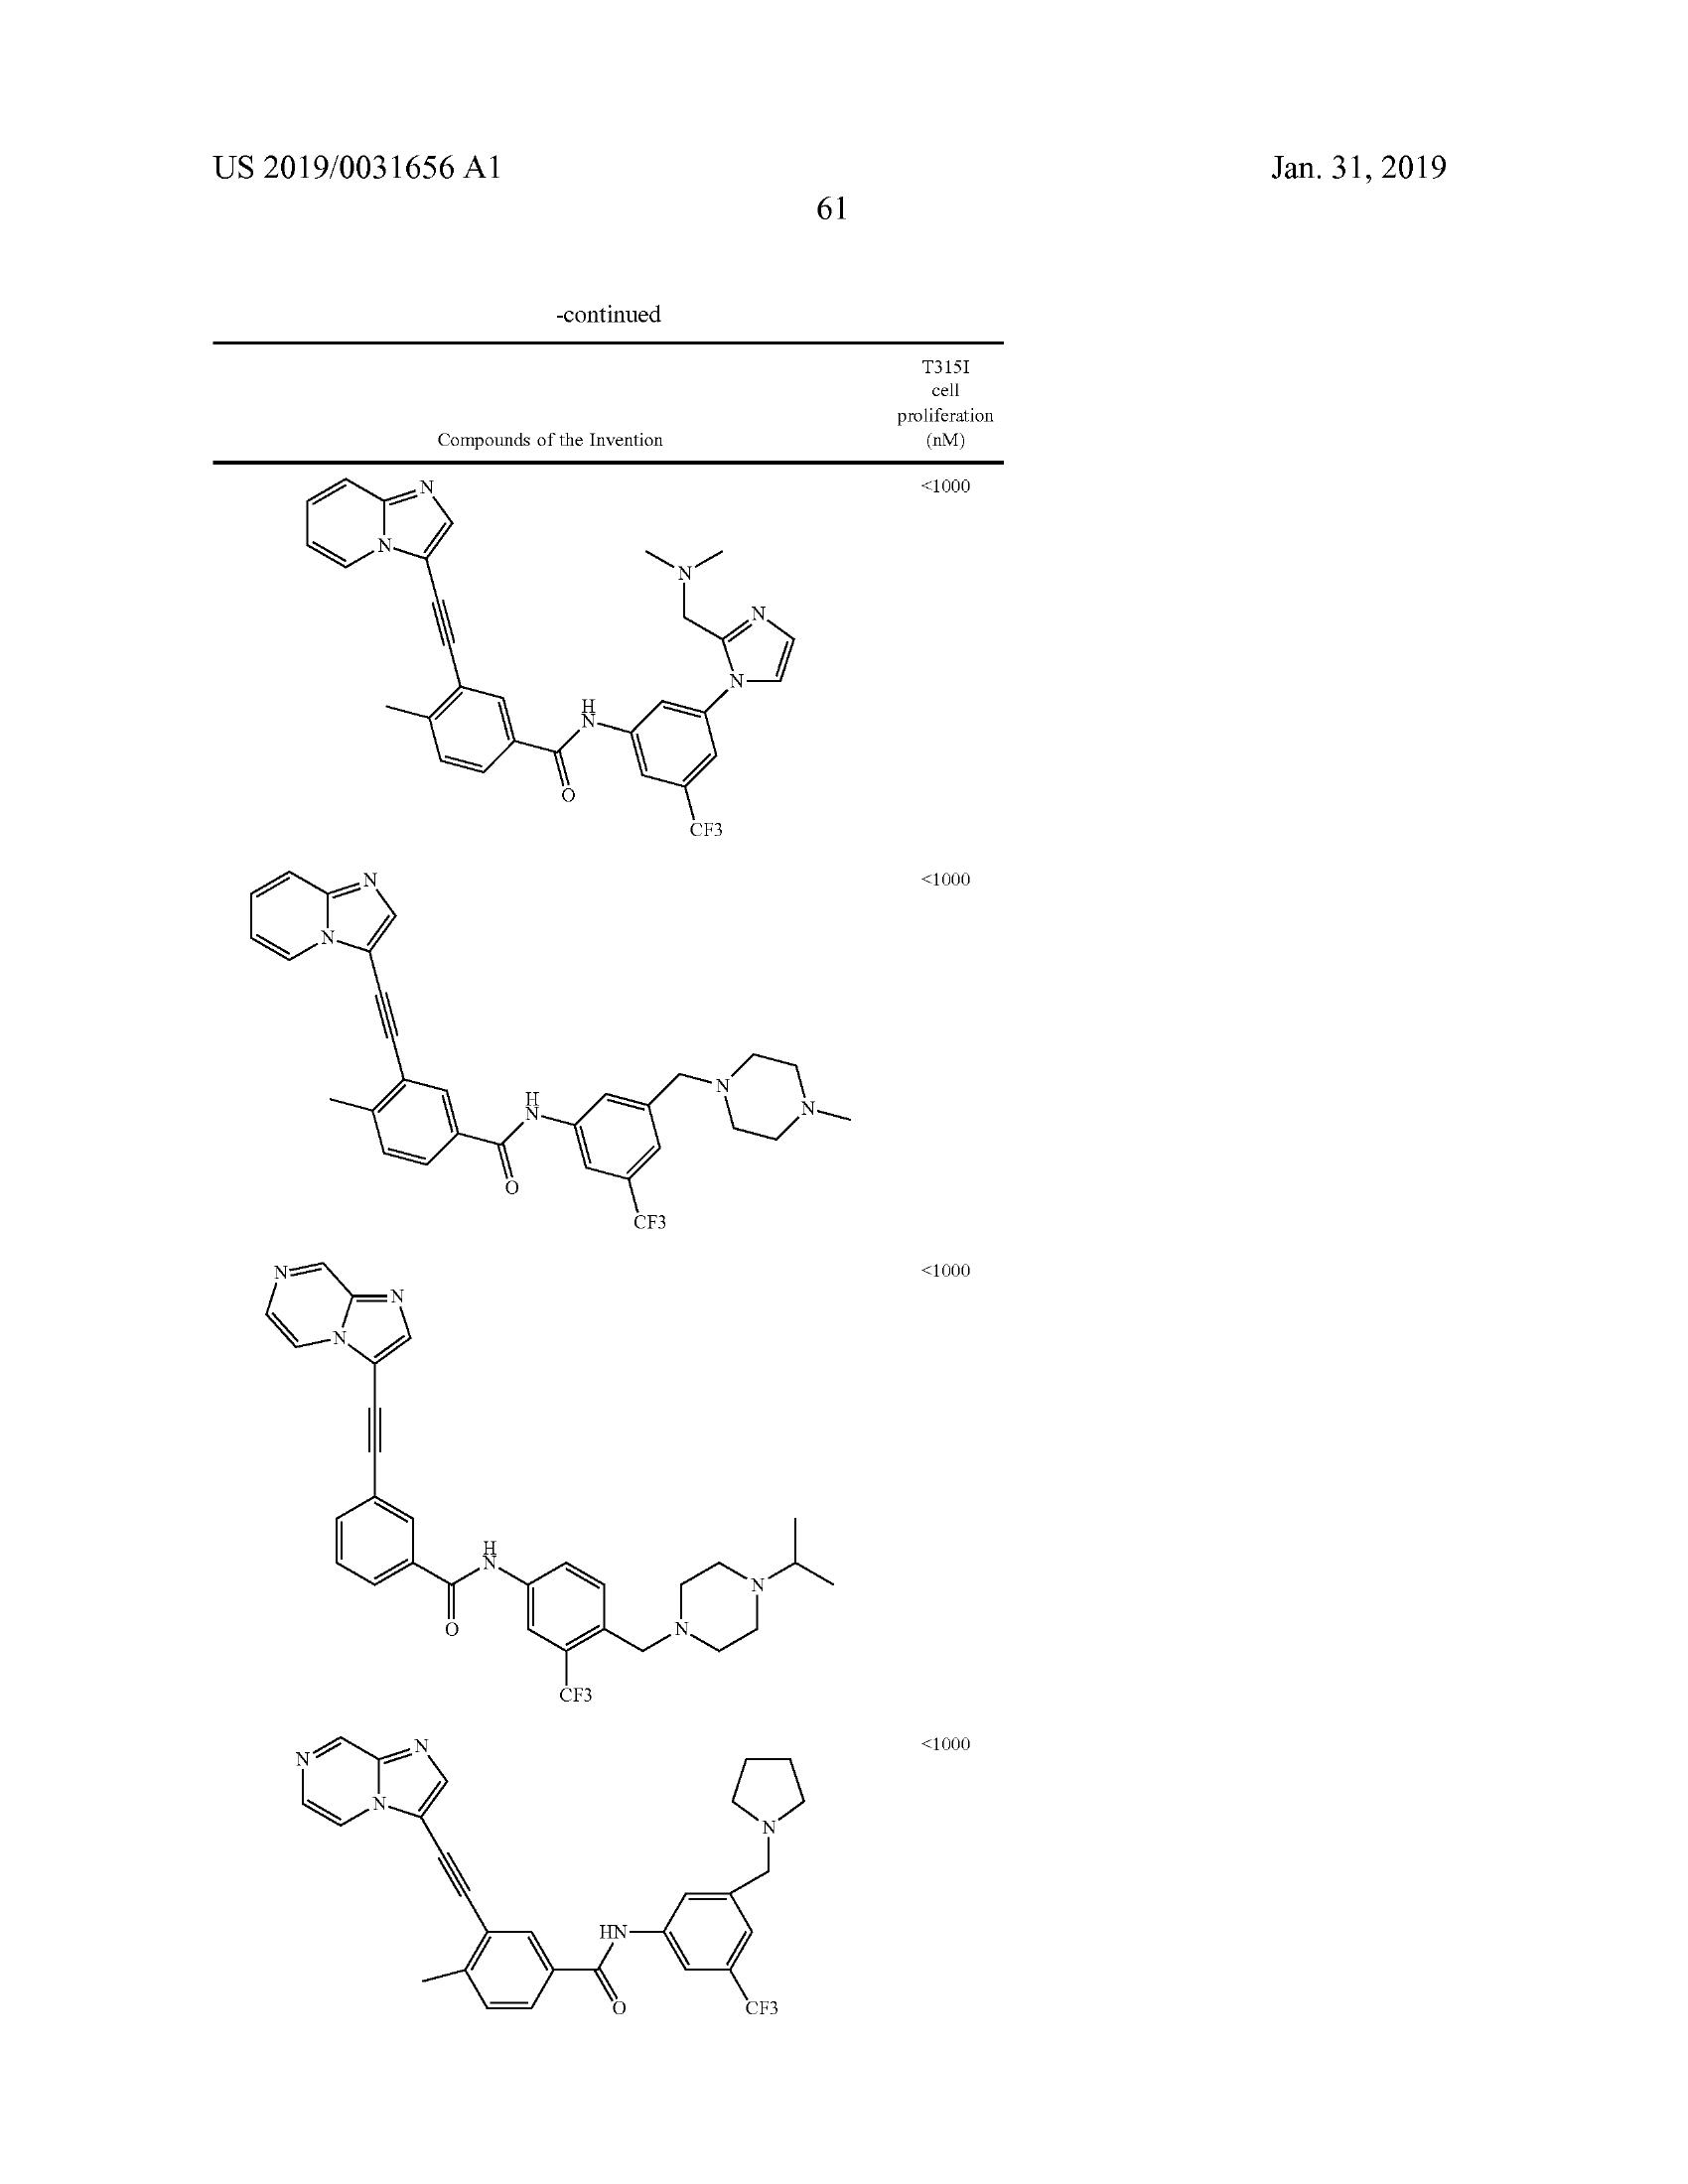 US 2019/0031656 A1
Jan. 31, 2019
61
-continued
T315I
cell
proliferation
Compounds of the Invention
(nM)
<1000
N
N
N
N
N
H
N
O
CF3
<1000
N
N
N
H
N
N
O
CF3
<1000
N
N
N
H
N
N
N
O
CF3
<1000
N
N
N
N
HN
O
CF3